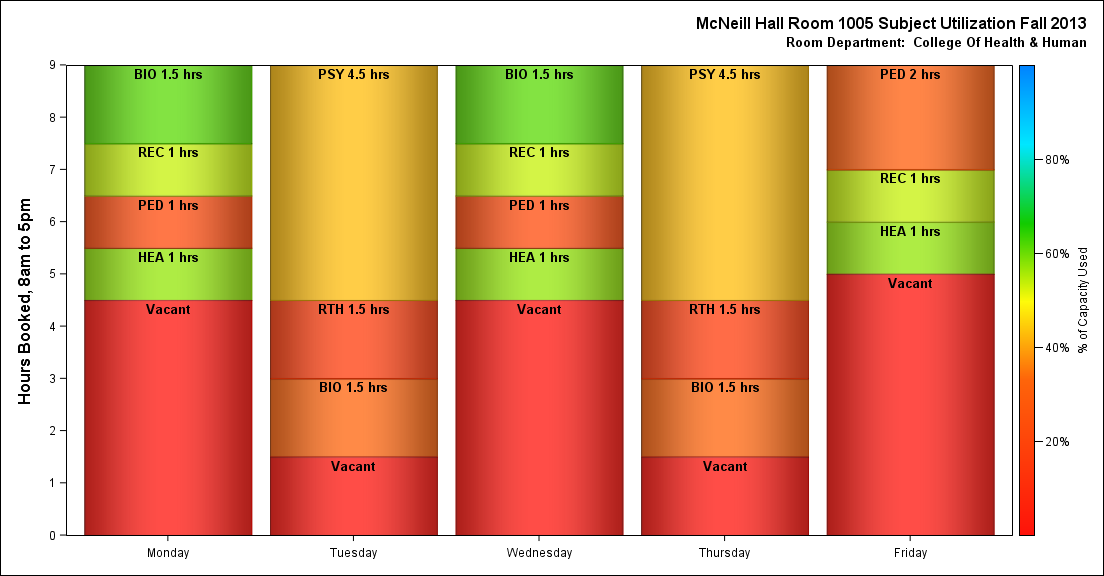 McNeill Hall Room 1005 Subject Utilization Fall 2013
Room Department:  College Of Health & Human
Hours Booked, 8am to 5pm
9
8
7
6
5
4
3
2
1
0
BIO 1.5 hrs
REC 1 hrs
PED 1 hrs
HEA 1 hrs
Vacant
Monday
PSY 4.5 hrs
RTH 1.5 hrs
BIO 1.5 hrs
Vacant
Tuesday
BIO 1.5 hrs
REC 1 hrs
PED 1 hrs
HEA 1 hrs
Vacant
Wednesday
PSY 4.5 hrs
RTH 1.5 hrs
BIO 1.5 hrs
Vacant
Thursday
PED 2 hrs
REC 1 hrs
HEA 1 hrs
Vacant
Friday
80%
60%
40%
20%
% of Capacity Used